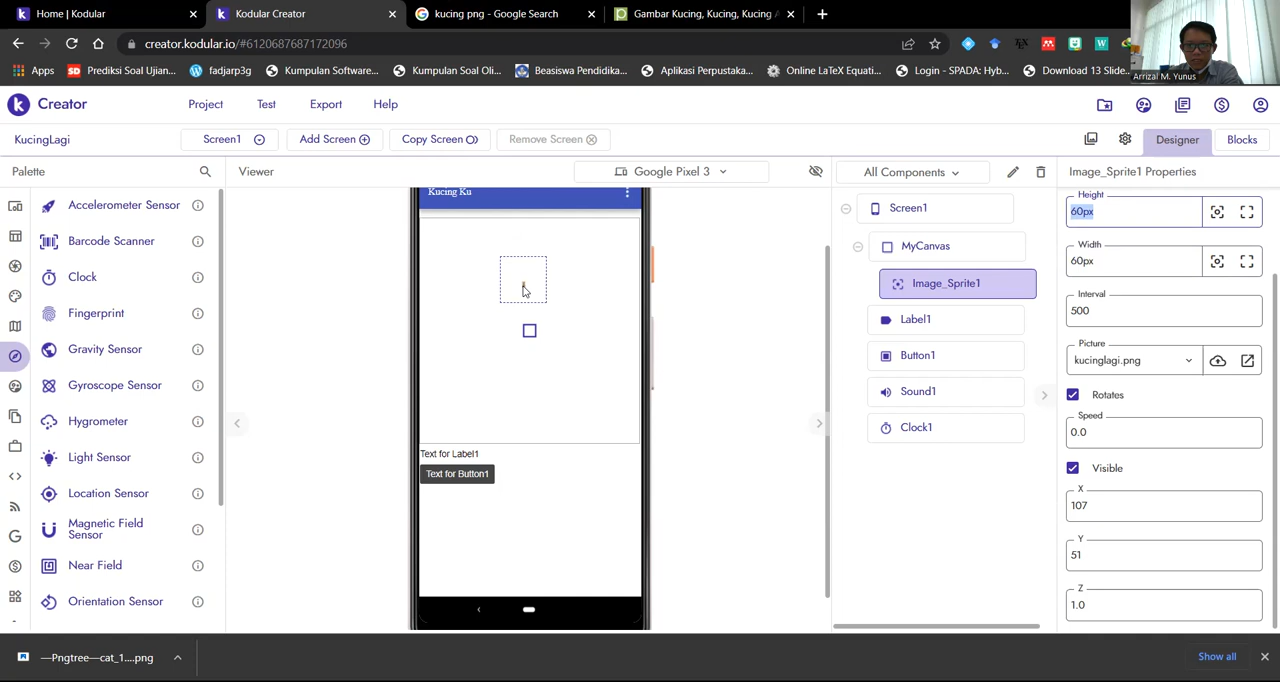 Home | Kodular
Kodular Creator
kucing png - Google Search
Gambar Kucing, Kucing, Kucing
creator.kodular.io/#6120687687172096
Apps
Prediksi Soal Ujian...
fadjarp3g
Kumpulan Software...
Kumpulan Soal Oli...
Beasiswa Pendidika...
Aplikasi Perpustaka...
Online LaTeX Equati...
Login - SPADA: Hyb...
Download 13 Slide...
Arrizal M. Yunus
Creator
Project
Test
Export
Help
KucingLagi
Screen1
Add Screen
Copy Screen
Remove Screen
Designer
Blocks
Palette
Viewer
Google Pixel 3
All Components
Image_Sprite1 Properties
Accelerometer Sensor
Barcode Scanner
Clock
Fingerprint
Gravity Sensor
Gyroscope Sensor
Hygrometer
Light Sensor
Location Sensor
Magnetic Field
Sensor
Near Field
Orientation Sensor
Kucing Ku
Text for Label1
Text for Button1
Screen1
MyCanvas
Image_Sprite1
Label1
Button1
Sound1
Clock1
Height
60px
Width
60px
Interval
500
Picture
kucinglagi.png
Rotates
Speed
0.0
Visible
X
107
Y
51
Z
1.0
—Pngtree—cat_1....png
Show all